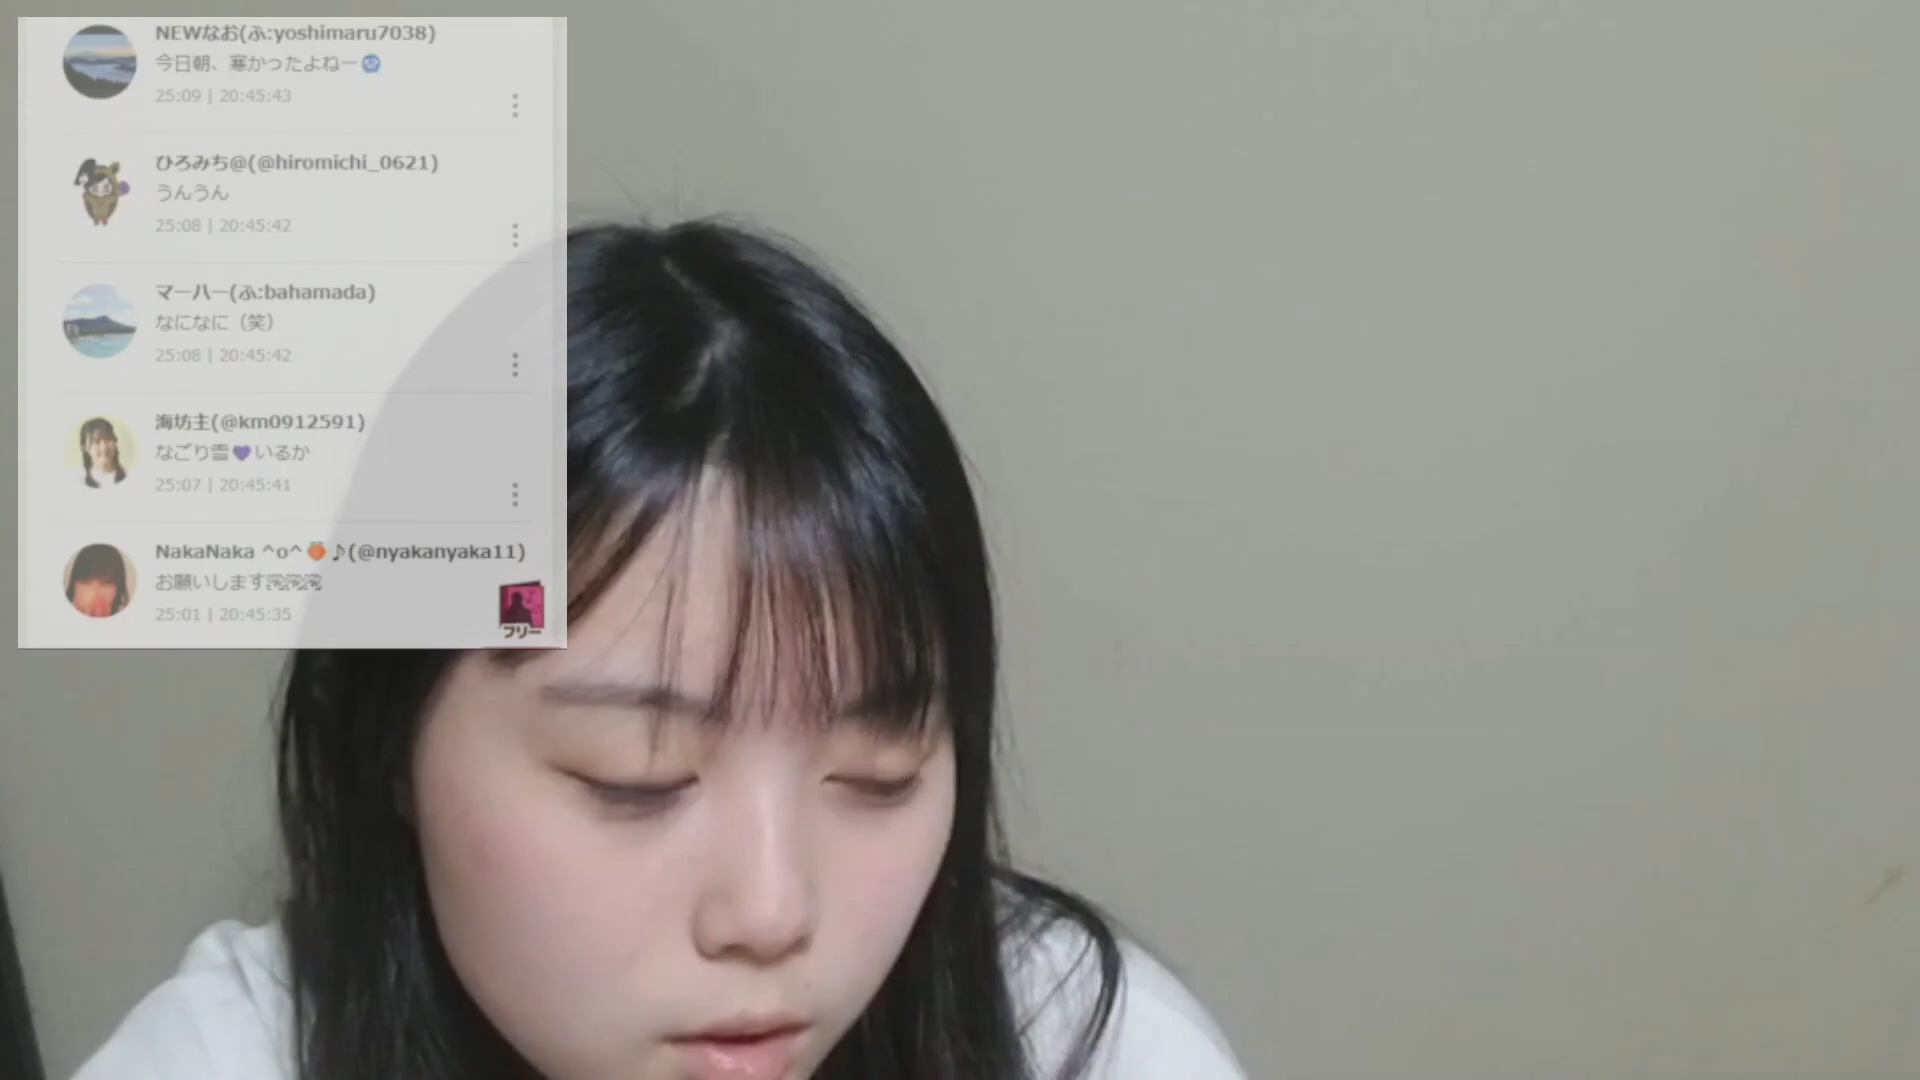 NEWなお(ふ:yoshimaru7038)
今日朝、寒かったよねー🥶
25:09 | 20:45:43
ひろみち@(@hiromichi_0621)
うんうん
25:08 | 20:45:42
マーハー(ふ:bahamada)
なになに（笑）
25:08 | 20:45:42
海坊主(@km0912591)
なごり雪💜いるか
25:07 | 20:45:41
NakaNaka ^o^🍑♪(@nyakanyaka11)
お願いします
25:01 | 20:45:35
フリー